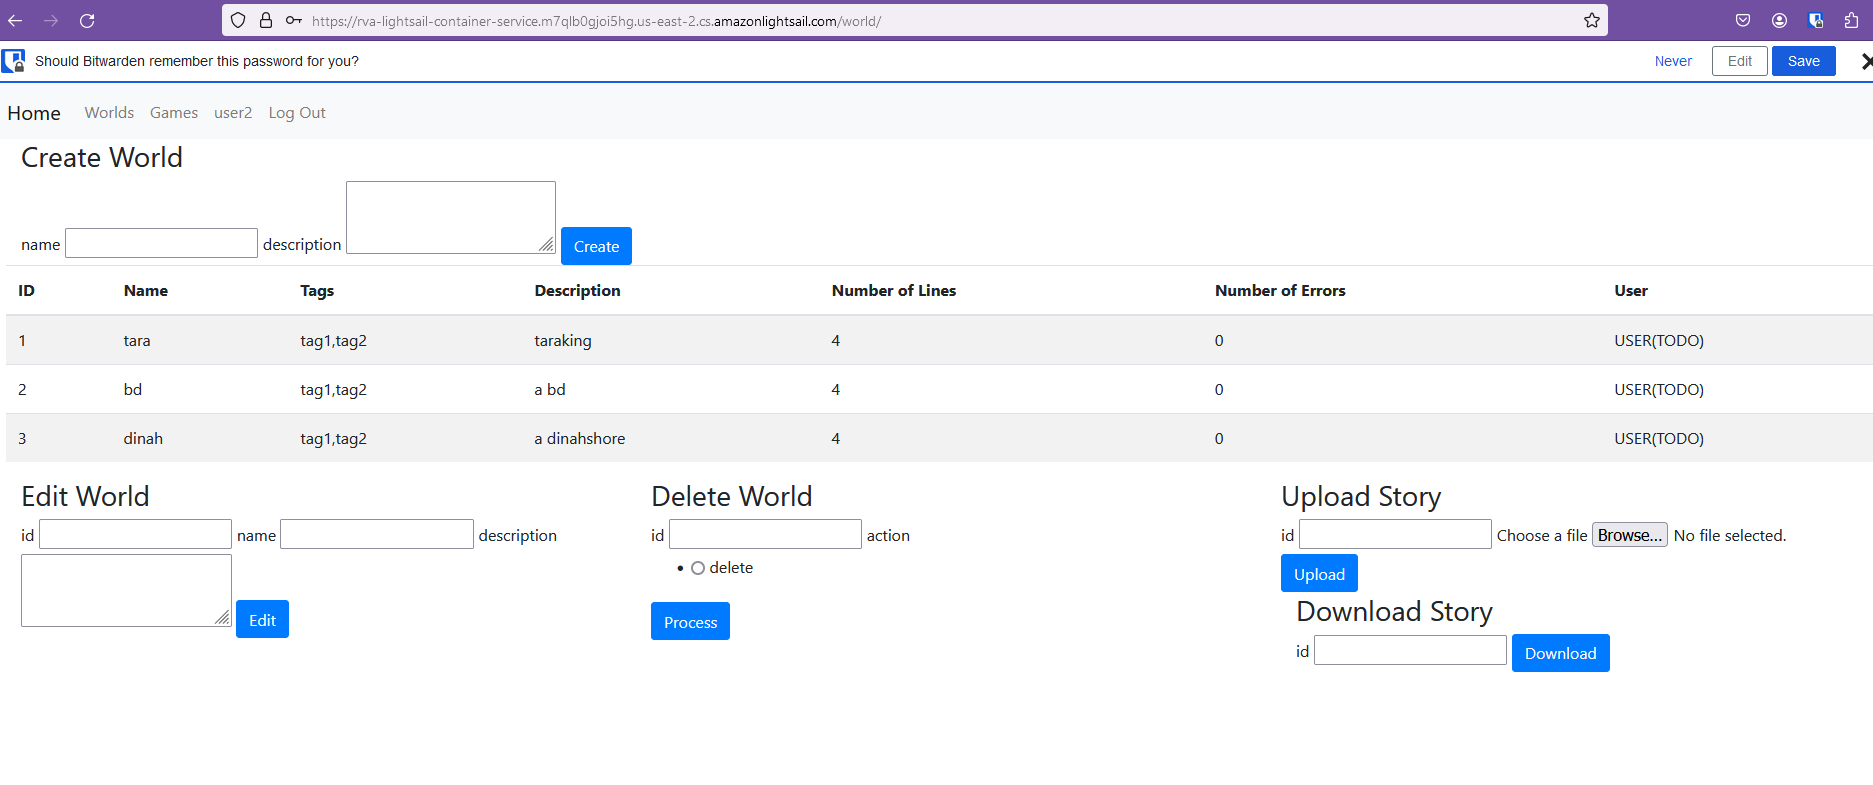 https://rva-lightsail-container-service.m7qlb0gjoi5hg.us-east-2.cs.amazonlightsail.com/world/
Should Bitwarden remember this password for you? Never Edit Save
Home Worlds Games user2 Log Out
Create World
name description Create
ID Name Tags Description Number of Lines Number of Errors User
1 tara tag1,tag2 taraking 4 0 USER(TODO)
2 bd tag1,tag2 a bd 4 0 USER(TODO)
3 dinah tag1,tag2 a dinahshore 4 0 USER(TODO)
Edit World
id name description
Edit
Delete World
id action
delete
Process
Upload Story
id Choose a file Browse... No file selected.
Upload
Download Story
id Download